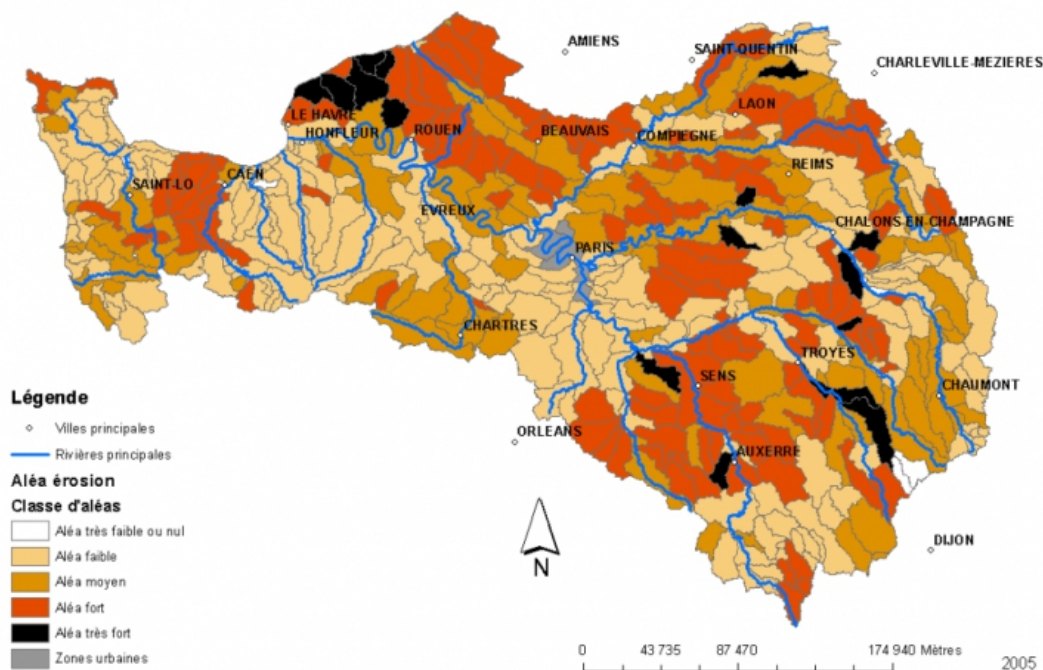 AMIENS
SAINT-QUENTIN
CHARLEVILLE-MEZIERES
LAON
LE HAVRE
HONFLEUR
ROUEN
BEAUVAIS
COMPIEGNE
REIMS
SAINT-LO
CAEN
EVREUX
CHALONS-EN-CHAMPAGNE
PARIS
CHARTRES
TROYES
SENS
CHAUMONT
ORLEANS
AUXERRE
DIJON
Légende
Villes principales
Rivières principales
Aléa érosion
Classe d'aléas
Aléa très faible ou nul
Aléa faible
Aléa moyen
Aléa fort
Aléa très fort
Zones urbaines
N
0 43 735 87 470 174 940 Mètres
2005